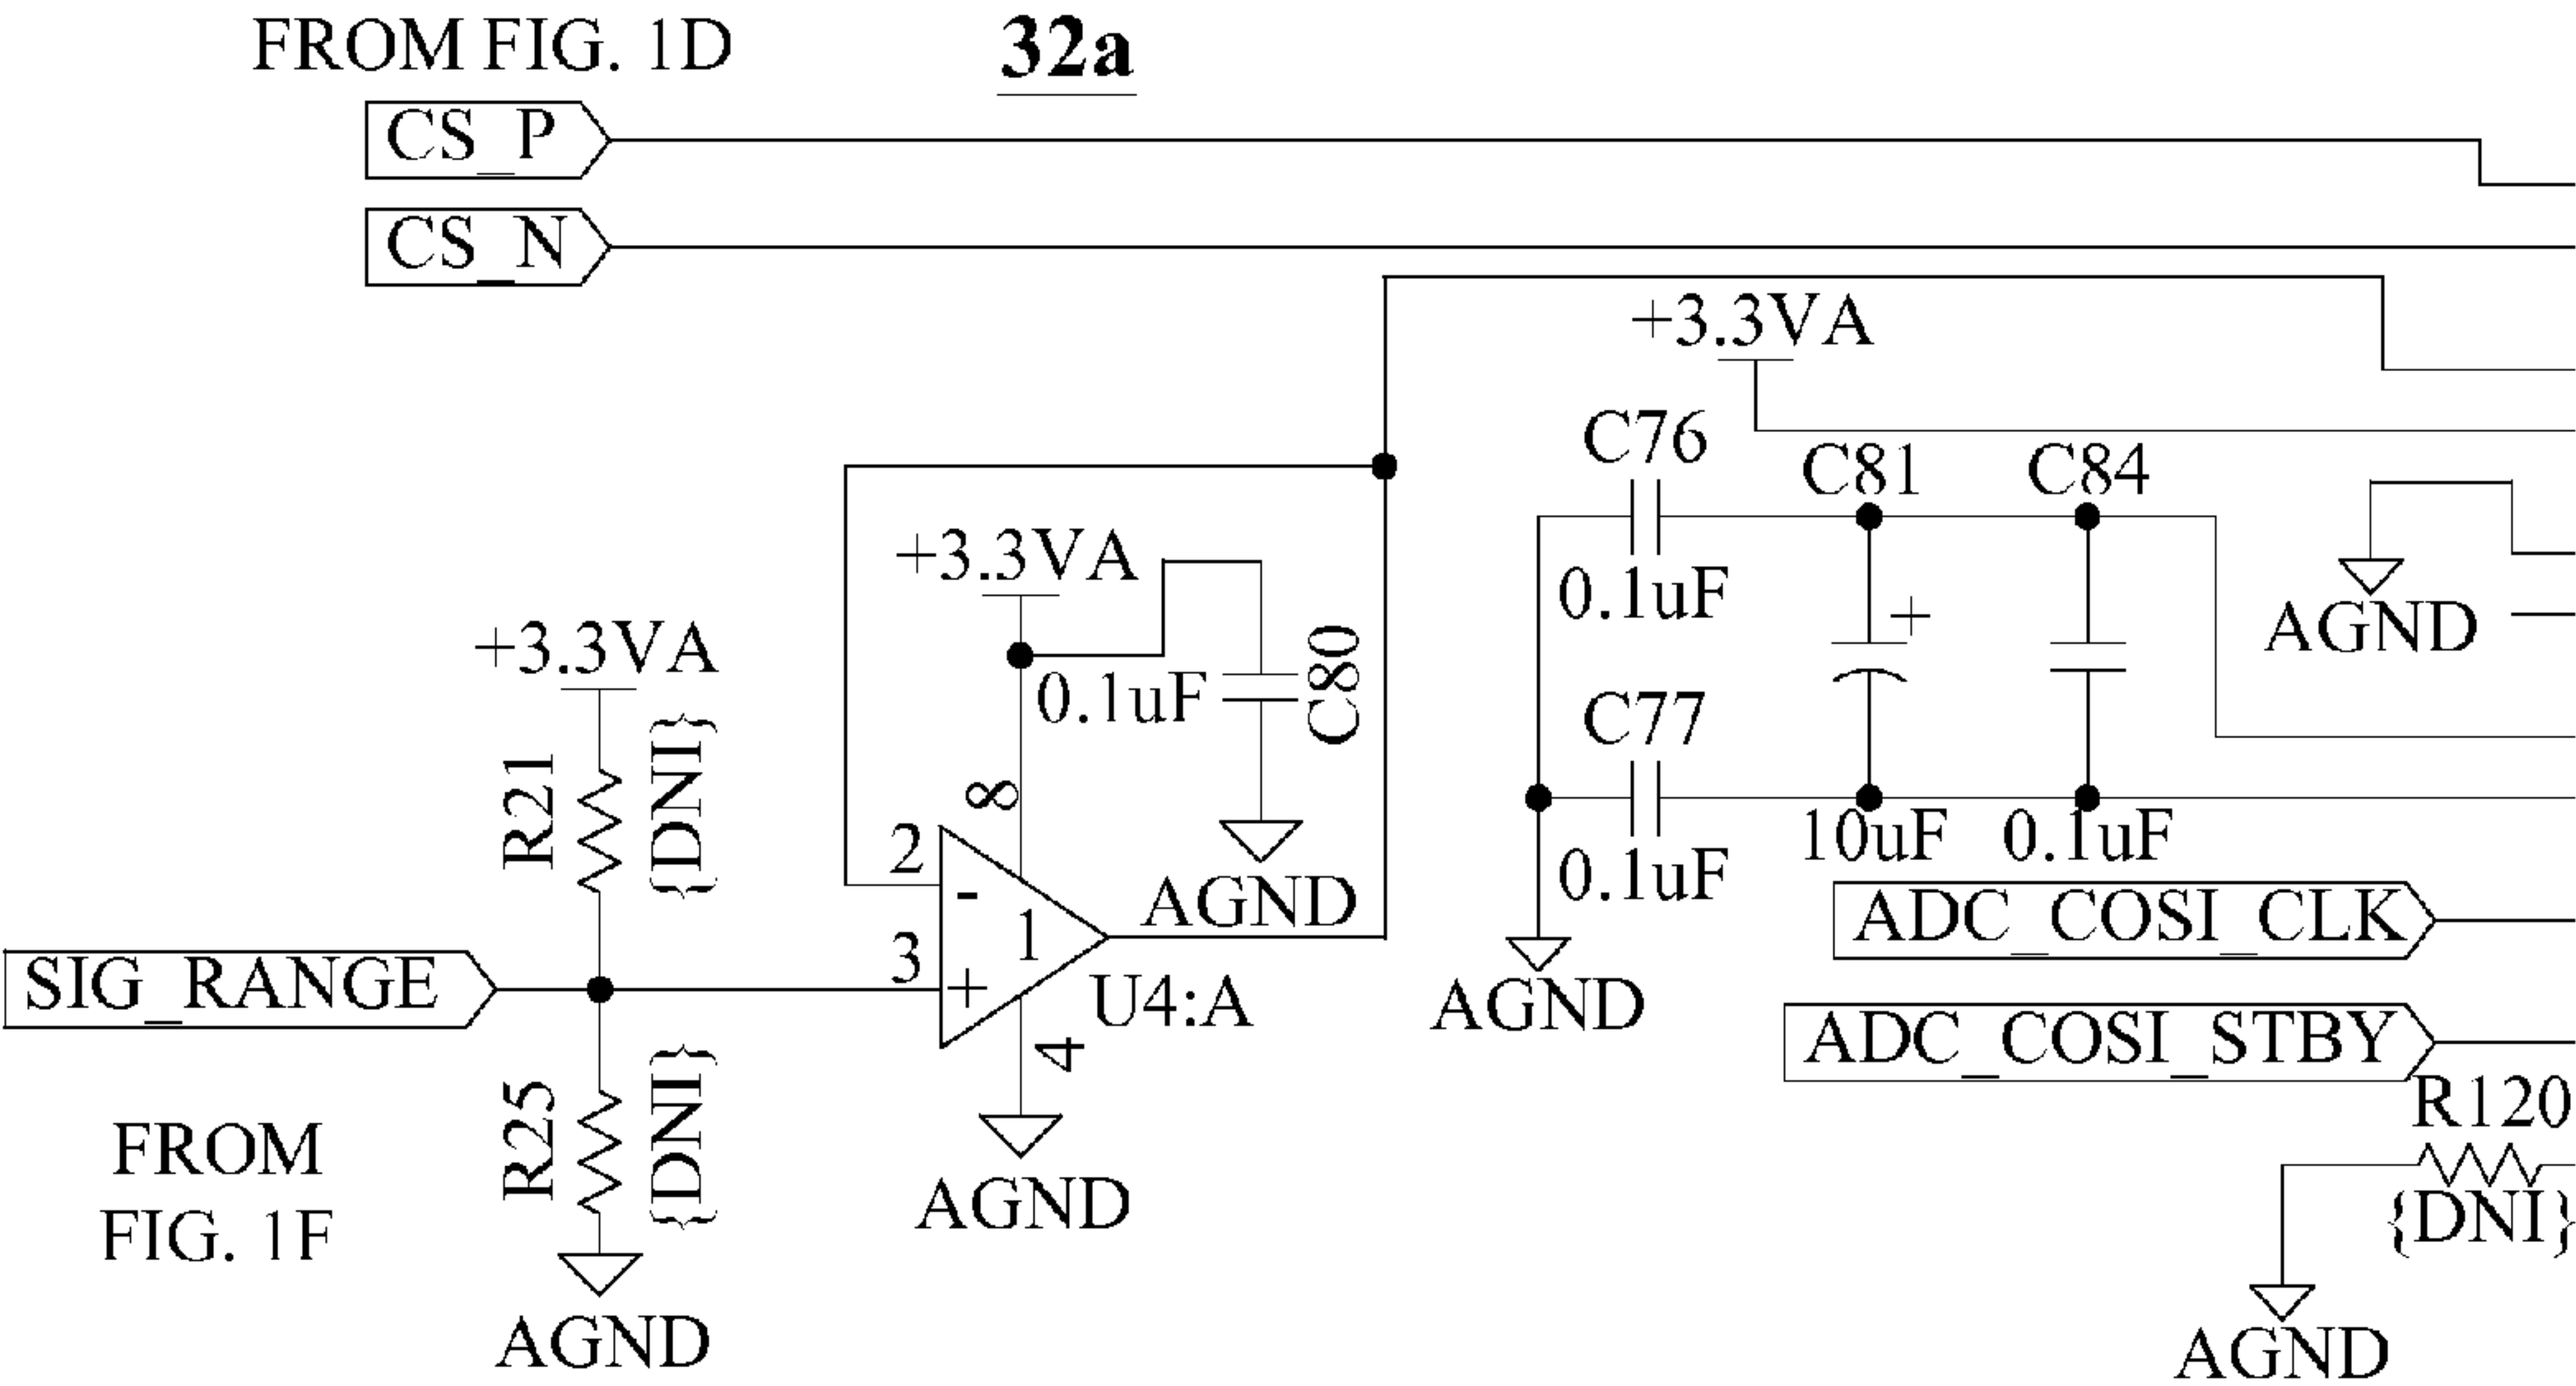 FROM FIG. 1D
32a
CS_P
CS_N
+3.3VA
C76
C81
C84
+3.3VA
0.1uF
+
AGND
+3.3VA
0.1uF
C80
R21
{DNI}
C77
8
2
-
AGND
0.1uF
10uF
0.1uF
ADC_COSI_CLK
1
3
+
SIG_RANGE
U4:A
AGND
ADC_COSI_STBY
4
R25
{DNI}
R120
{DNI}
FROM
FIG. 1F
AGND
AGND
AGND